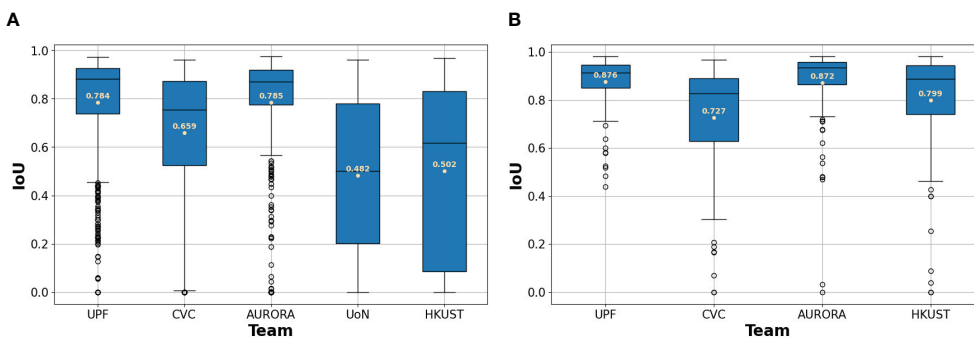 A
IoU
1.0
0.8
0.6
0.4
0.2
0.0
0.784
0.659
0.785
0.482
0.502
UPF
CVC
AURORA
UoN
HKUST
Team
B
IoU
1.0
0.8
0.6
0.4
0.2
0.0
0.876
0.727
0.872
0.799
UPF
CVC
AURORA
HKUST
Team